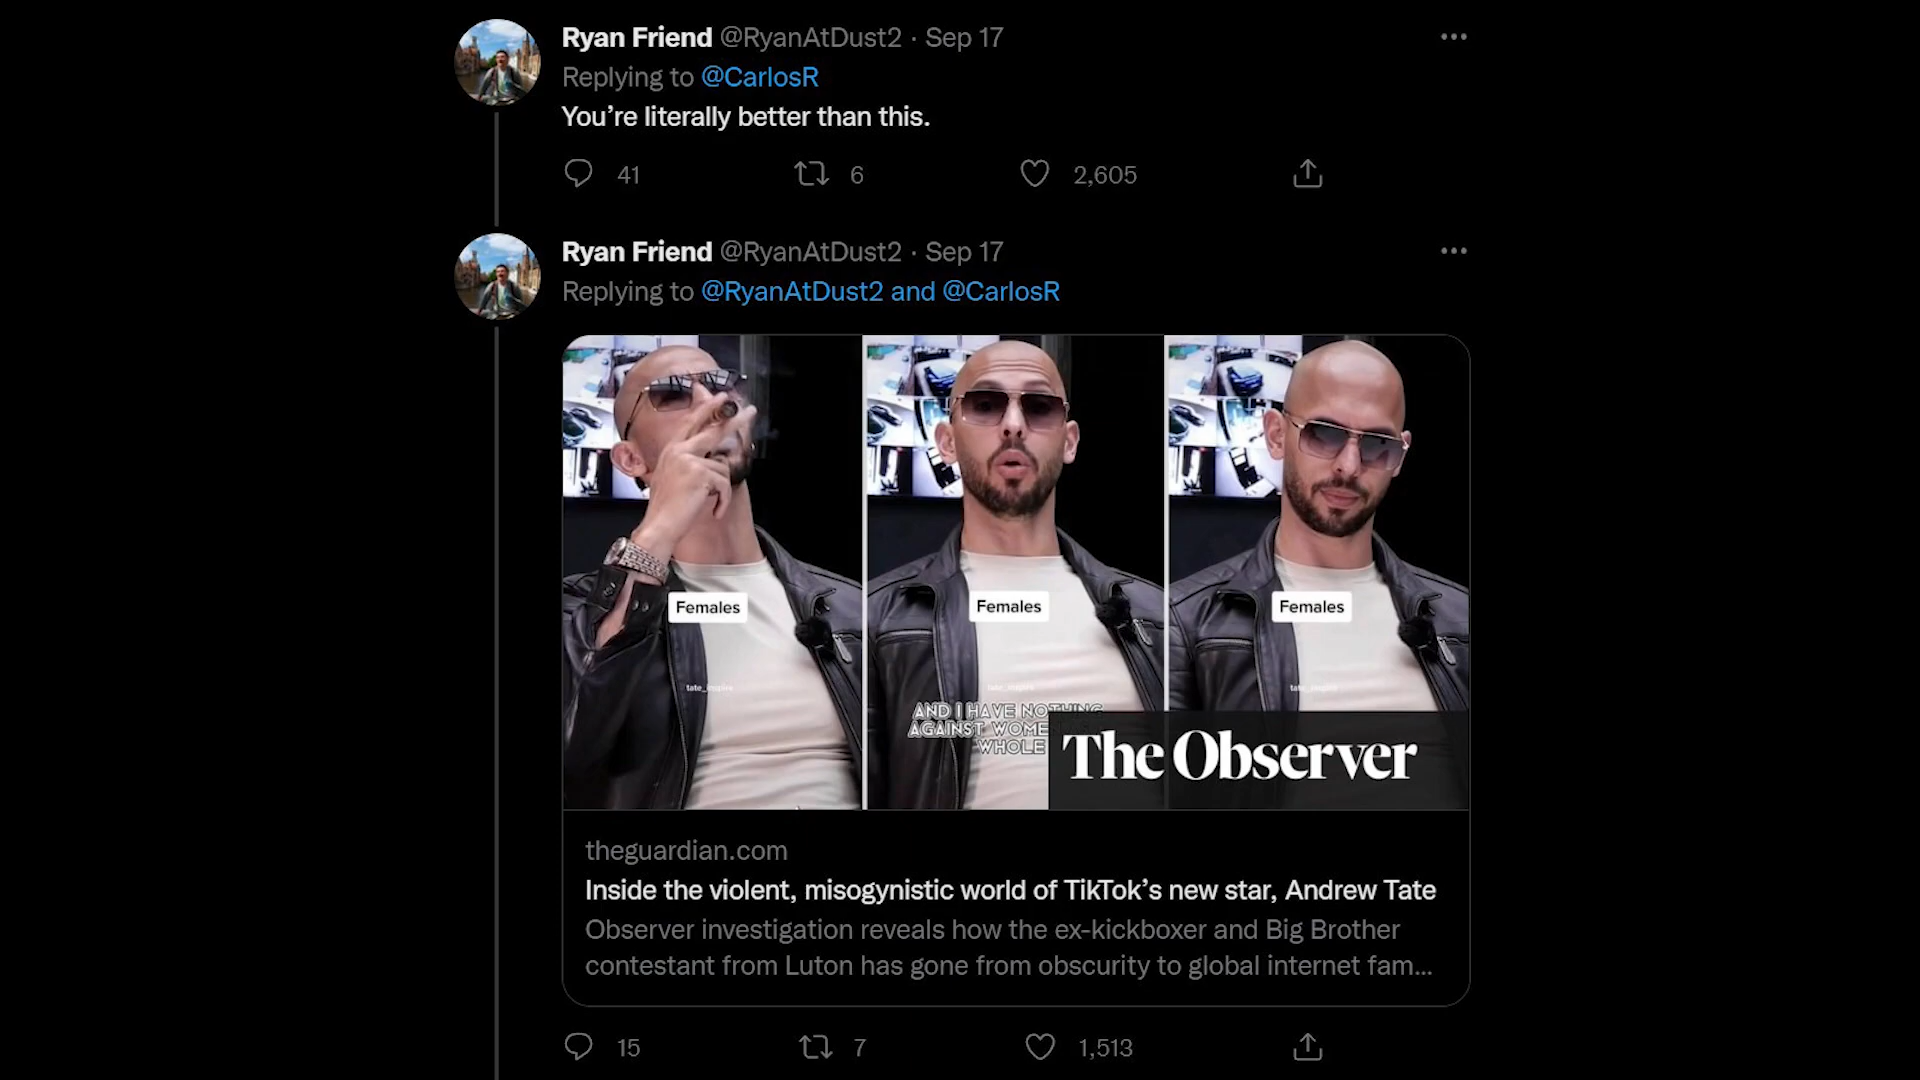 Ryan Friend @RyanAtDust2 · Sep 17
Replying to @CarlosR
You’re literally better than this.
41 6 2,605
Ryan Friend @RyanAtDust2 · Sep 17
Replying to @RyanAtDust2 and @CarlosR
Females Females Females
AND I HAVE NOTHING
AGAINST WOME
WHOLE
The Observer
theguardian.com
Inside the violent, misogynistic world of TikTok’s new star, Andrew Tate
Observer investigation reveals how the ex-kickboxer and Big Brother
contestant from Luton has gone from obscurity to global internet fam...
15 7 1,513